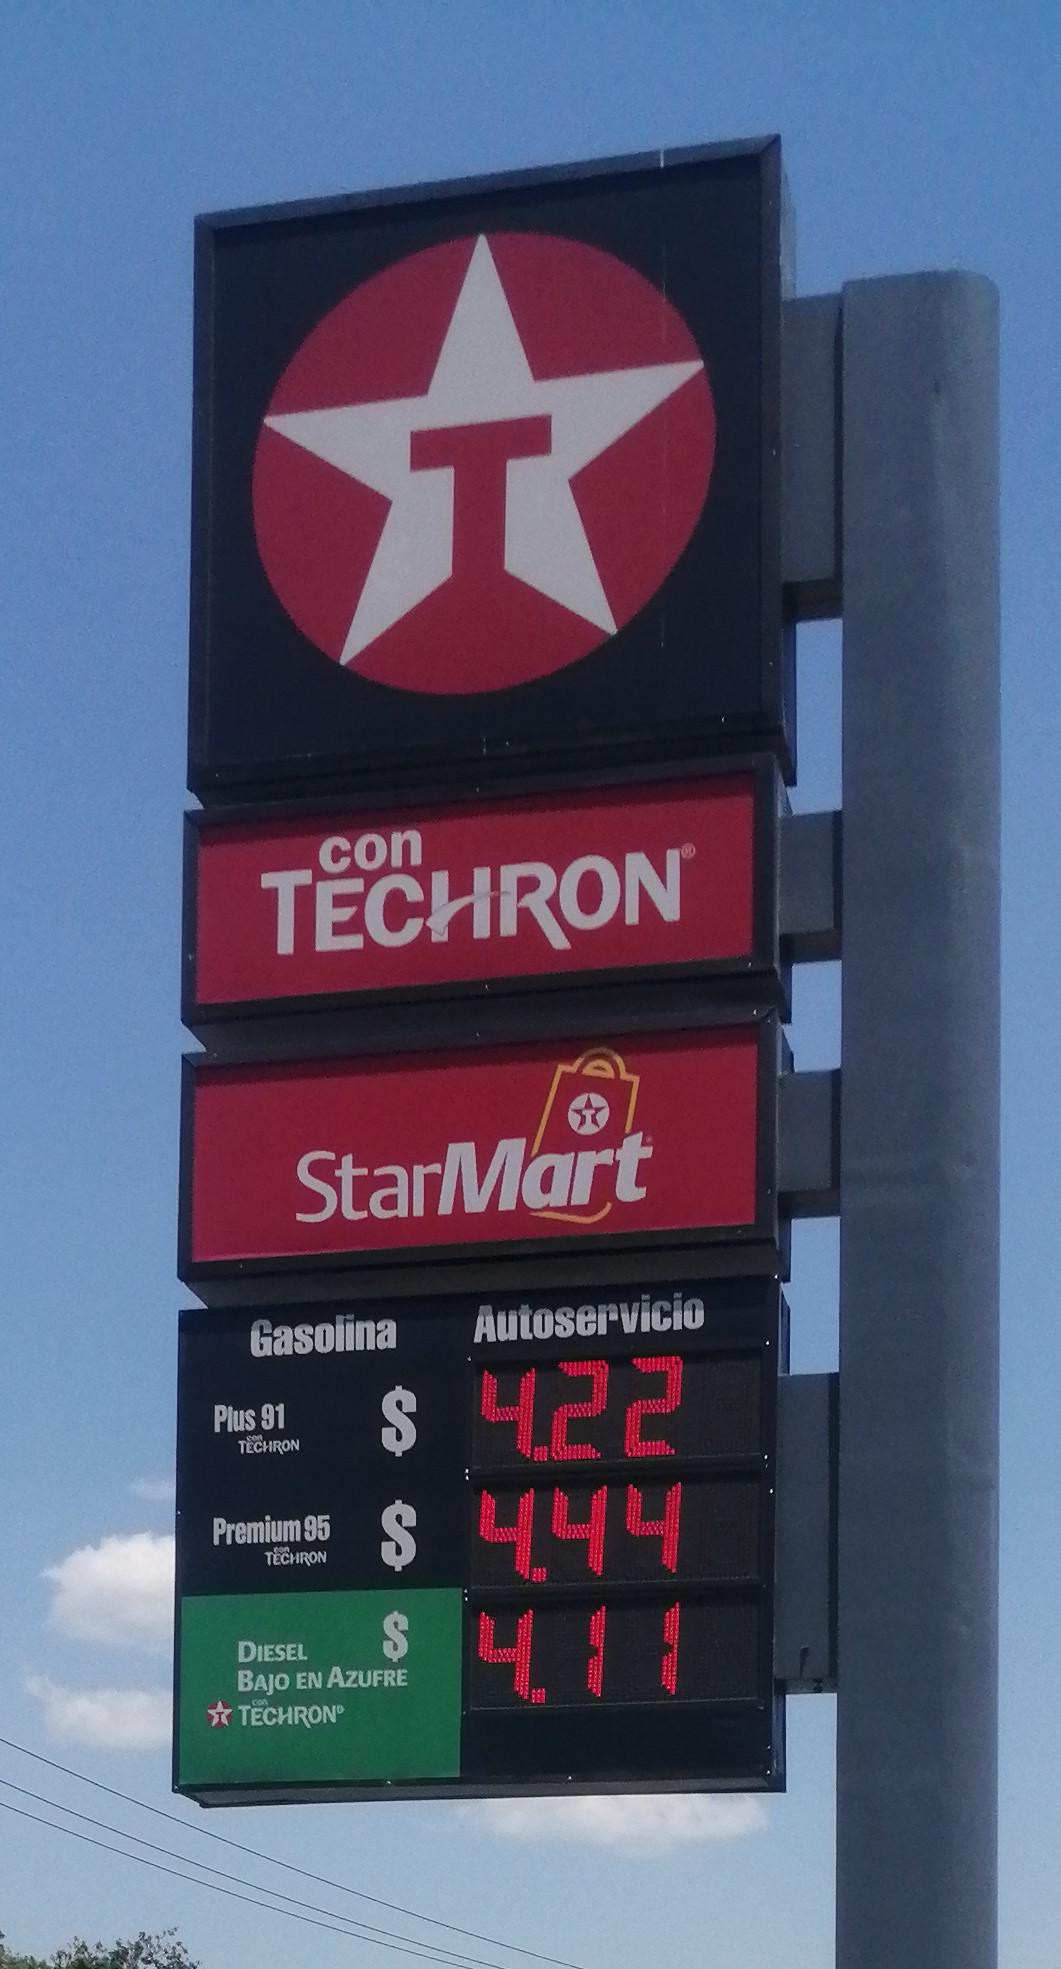 T
con
TECHRON®
StarMart
Gasolina Autoservicio
Plus 91 $ 4.22
con
TECHRON
Premium 95 $ 4.44
con
TECHRON
$ 4.11
DIESEL
BAJO EN AZUFRE
con
TECHRON®